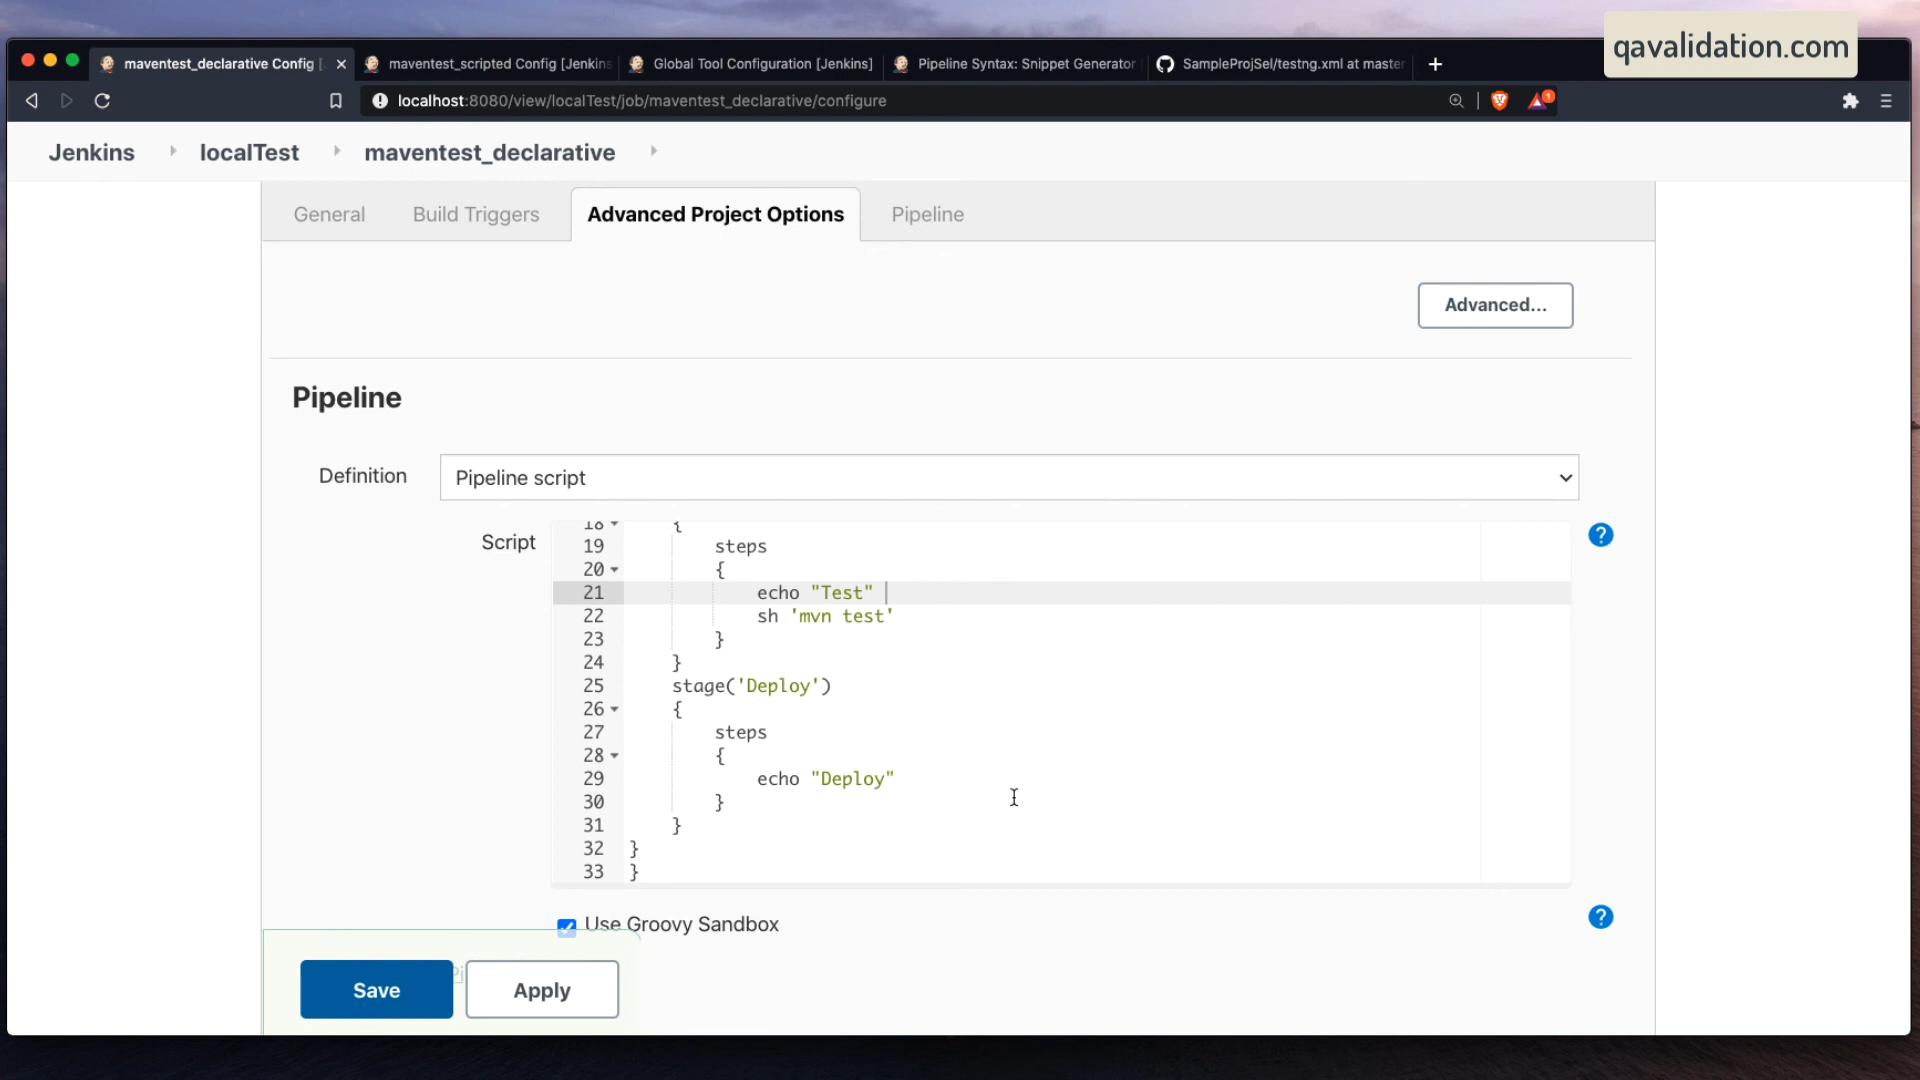 qavalidation.com
maventest_declarative Config [
maventest_scripted Config [Jenkins
Global Tool Configuration [Jenkins]
Pipeline Syntax: Snippet Generator
SampleProjSel/testng.xml at master
localhost:8080/view/localTest/job/maventest_declarative/configure
1
Jenkins
localTest
maventest_declarative
General
Build Triggers
Advanced Project Options
Pipeline
Advanced...
Pipeline
Definition
Pipeline script
Script
18 {
19 steps
20 {
21 echo "Test"
22 sh 'mvn test'
23 }
24 }
25 stage('Deploy')
26 {
27 steps
28 {
29 echo "Deploy"
30 }
31 }
32 }
33 }
?
Use Groovy Sandbox
?
Save
Pi
Apply